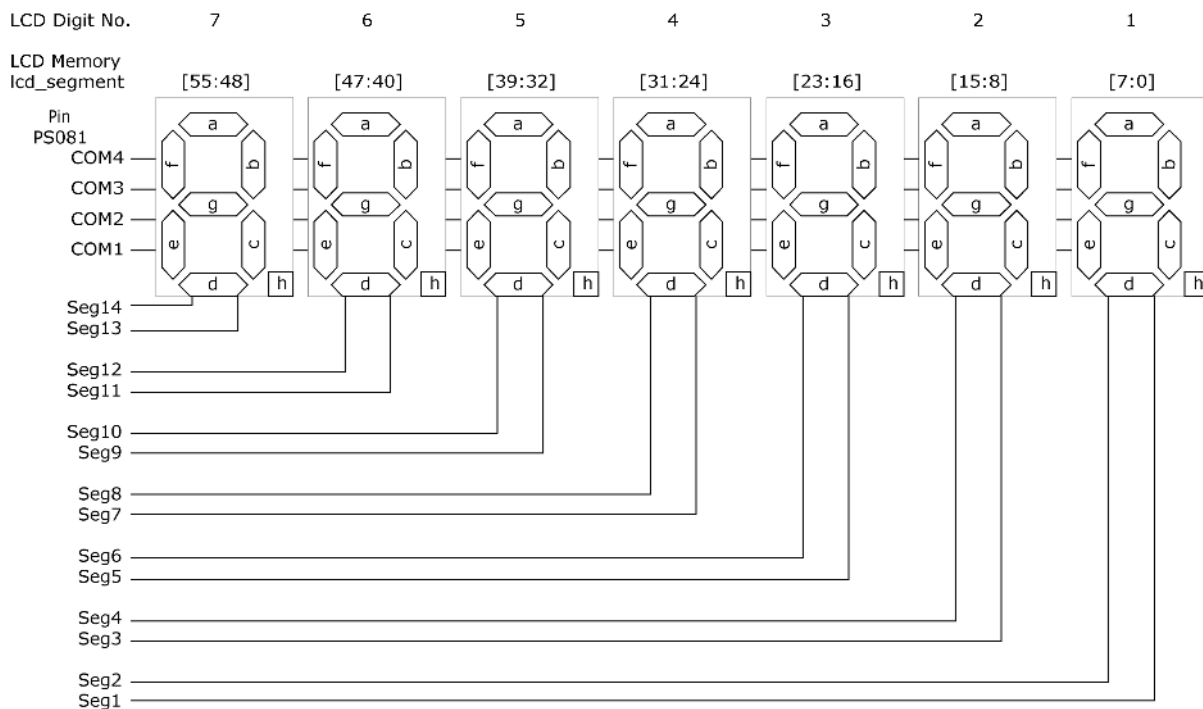 LCD Digit No. 7 6 5 4 3 2 1
LCD Memory
lcd_segment [55:48] [47:40] [39:32] [31:24] [23:16] [15:8] [7:0]
Pin
PS081
a a a a a a a
COM4 f b f b f b f b f b f b f b
COM3
g g g g g g g
COM2
COM1 e c e c e c e c e c e c e c
d h d h d h d h d h d h d h
Seg14
Seg13
Seg12
Seg11
Seg10
Seg9
Seg8
Seg7
Seg6
Seg5
Seg4
Seg3
Seg2
Seg1